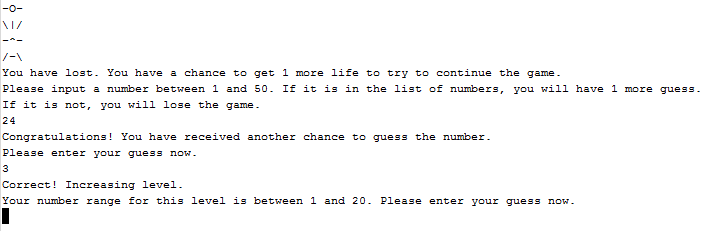 -O-
\|/
-^-
/-\
You have lost. You have a chance to get 1 more life to try to continue the game.
Please input a number between 1 and 50. If it is in the list of numbers, you will have 1 more guess.
If it is not, you will lose the game.
24
Congratulations! You have received another chance to guess the number.
Please enter your guess now.
3
Correct! Increasing level.
Your number range for this level is between 1 and 20. Please enter your guess now.